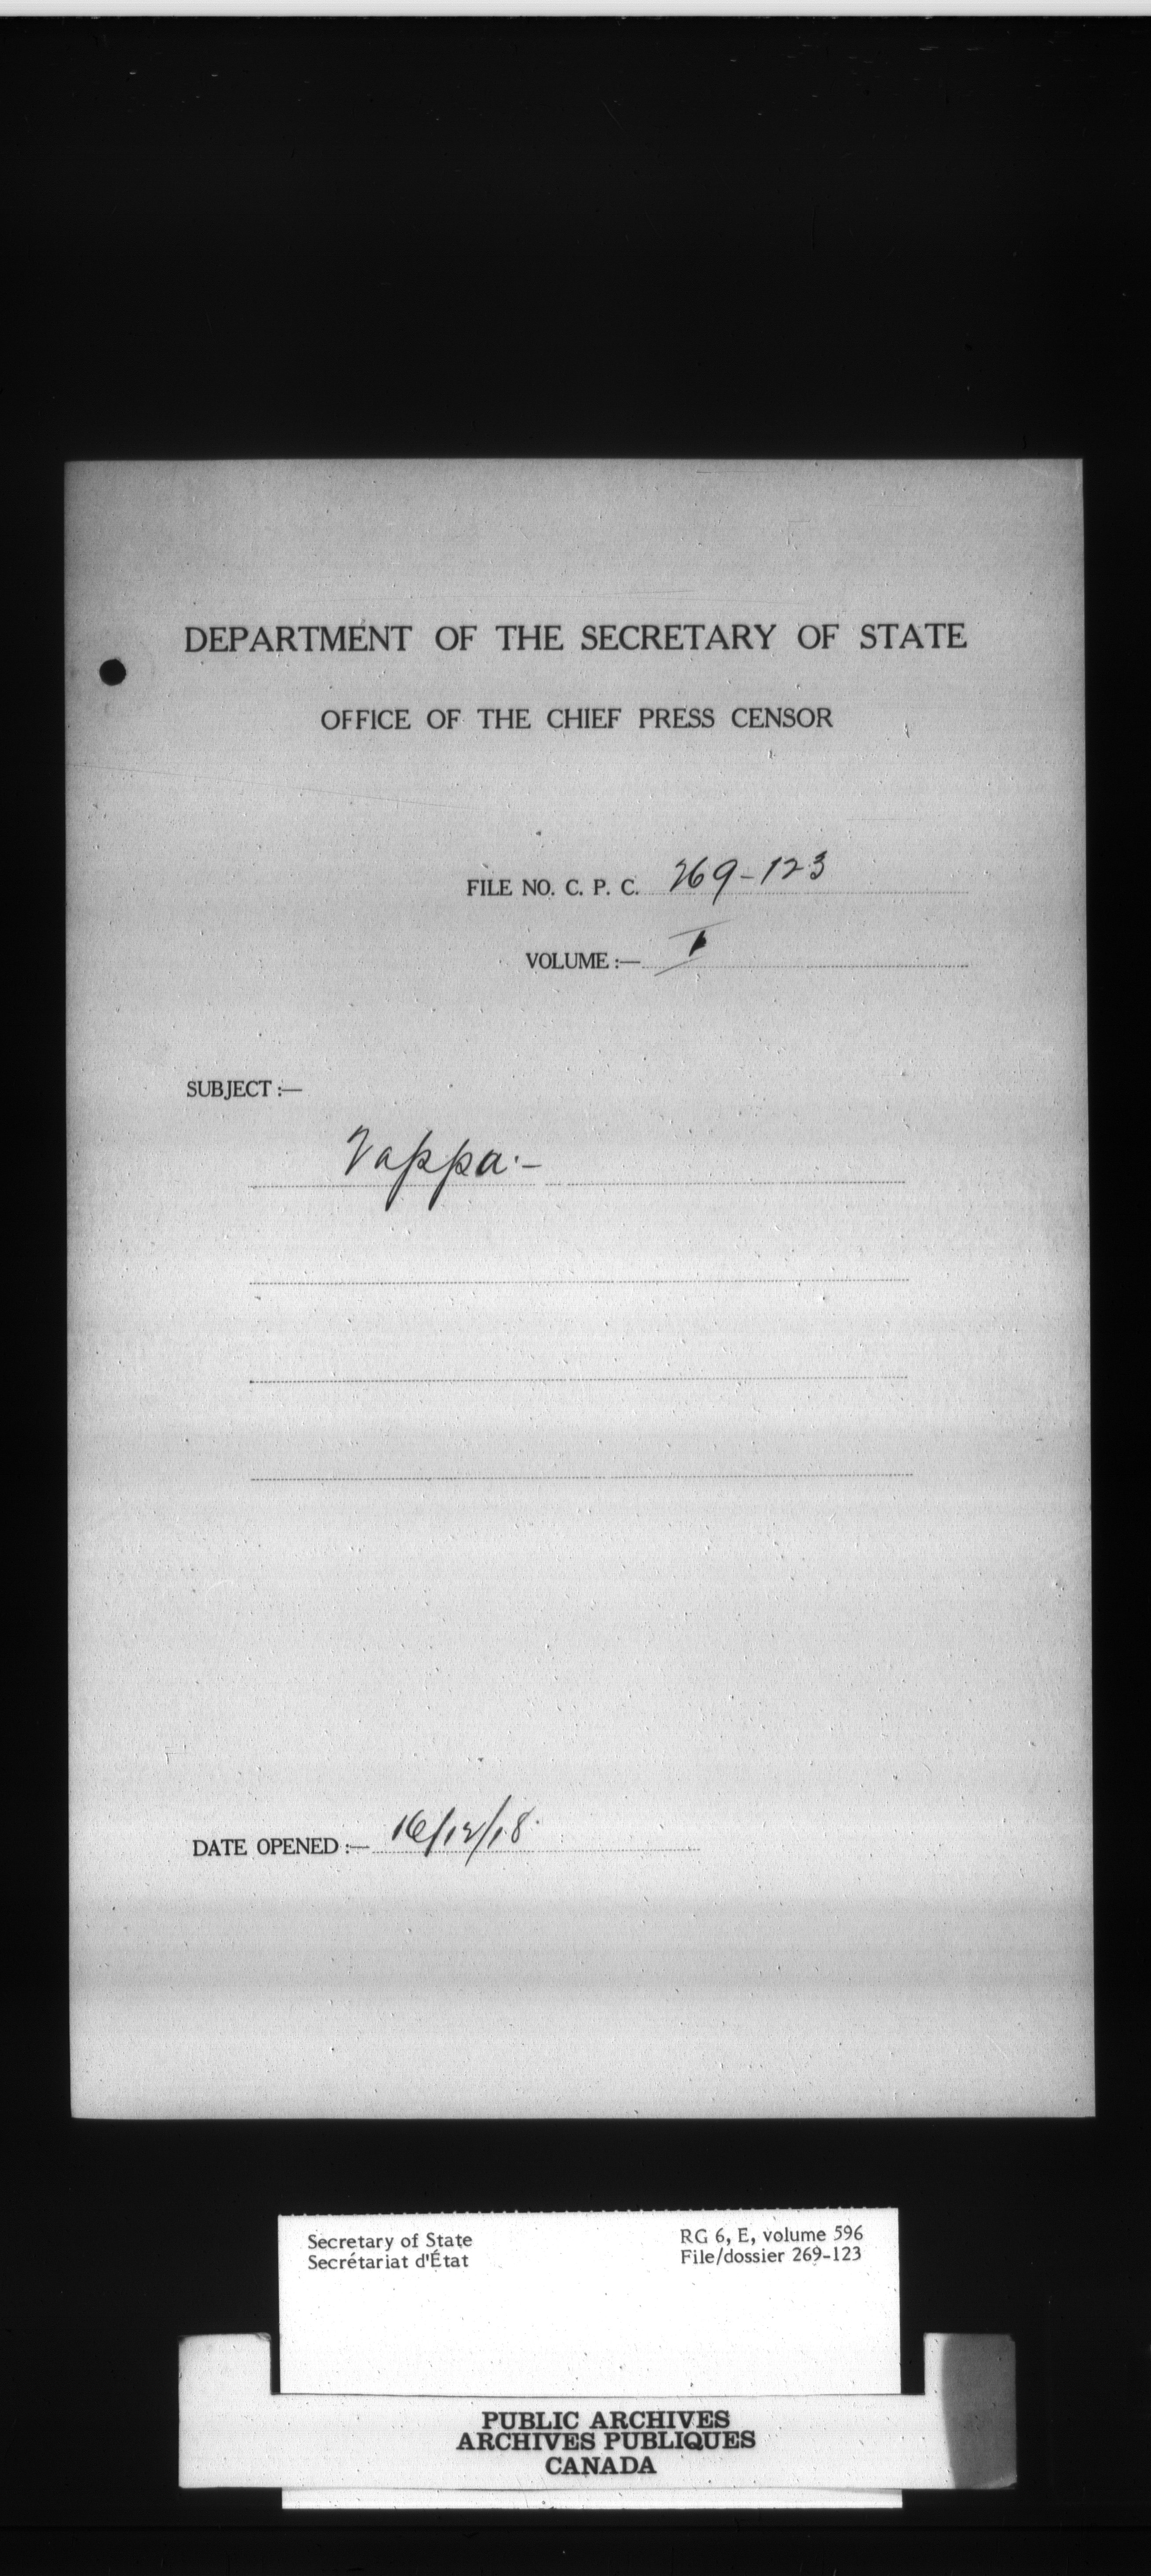 DEPARTMENT OF THE SECRETARY OF STATE
OFFICE OF THE CHIEF PRESS CENSOR
FILE NO. C. P. C. 269-123
VOLUME :— I
SUBJECT :—
Vappa.-
DATE OPENED :— 16/12/18.
Secretary of State
Secrétariat d'État
RG 6, E, volume 596
File/dossier 269-123
PUBLIC ARCHIVES
ARCHIVES PUBLIQUES
CANADA